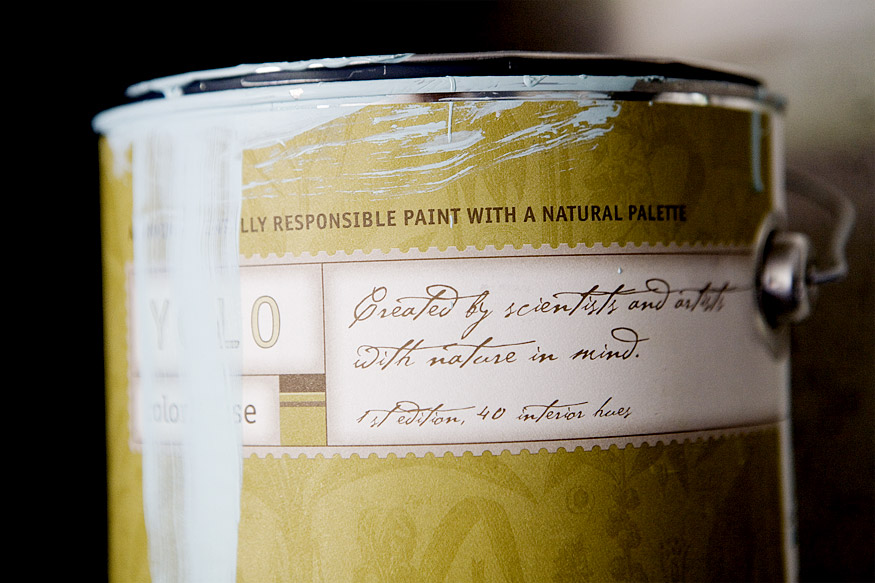 LLY RESPONSIBLE PAINT WITH A NATURAL PALETTE
Y LO
Created by scientists and artists
with nature in mind.
1st edition, 40 interior hues